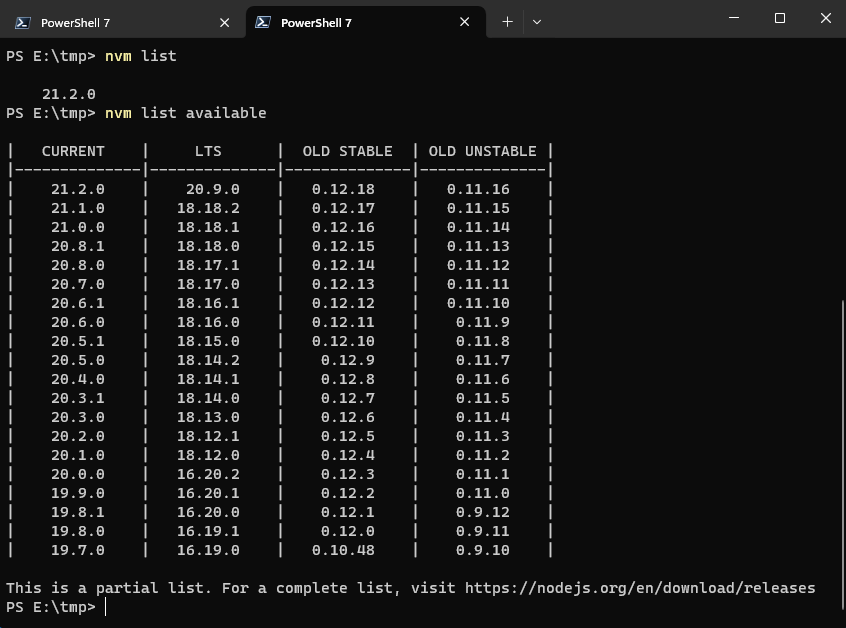 PowerShell 7
PowerShell 7
PS E:\tmp> nvm list
21.2.0
PS E:\tmp> nvm list available
|   CURRENT    |     LTS      |  OLD STABLE  | OLD UNSTABLE |
|--------------|--------------|--------------|--------------|
|    21.2.0    |    20.9.0    |   0.12.18    |   0.11.16    |
|    21.1.0    |   18.18.2    |   0.12.17    |   0.11.15    |
|    21.0.0    |   18.18.1    |   0.12.16    |   0.11.14    |
|    20.8.1    |   18.18.0    |   0.12.15    |   0.11.13    |
|    20.8.0    |   18.17.1    |   0.12.14    |   0.11.12    |
|    20.7.0    |   18.17.0    |   0.12.13    |   0.11.11    |
|    20.6.1    |   18.16.1    |   0.12.12    |   0.11.10    |
|    20.6.0    |   18.16.0    |   0.12.11    |    0.11.9    |
|    20.5.1    |   18.15.0    |   0.12.10    |    0.11.8    |
|    20.5.0    |   18.14.2    |    0.12.9    |    0.11.7    |
|    20.4.0    |   18.14.1    |    0.12.8    |    0.11.6    |
|    20.3.1    |   18.14.0    |    0.12.7    |    0.11.5    |
|    20.3.0    |   18.13.0    |    0.12.6    |    0.11.4    |
|    20.2.0    |   18.12.1    |    0.12.5    |    0.11.3    |
|    20.1.0    |   18.12.0    |    0.12.4    |    0.11.2    |
|    20.0.0    |   16.20.2    |    0.12.3    |    0.11.1    |
|    19.9.0    |   16.20.1    |    0.12.2    |    0.11.0    |
|    19.8.1    |   16.20.0    |    0.12.1    |    0.9.12    |
|    19.8.0    |   16.19.1    |    0.12.0    |    0.9.11    |
|    19.7.0    |   16.19.0    |   0.10.48    |    0.9.10    |
This is a partial list. For a complete list, visit https://nodejs.org/en/download/releases
PS E:\tmp>